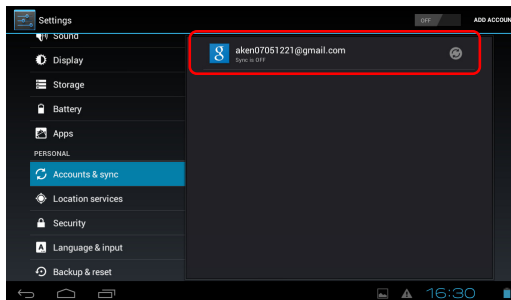 Settings
OFF
ADD ACCOUN
Sound
Display
Storage
Battery
Apps
PERSONAL
Accounts & sync
Location services
Security
A
Language & input
Backup & reset
8
aken07051221@gmail.com
Sync is OFF
16:30